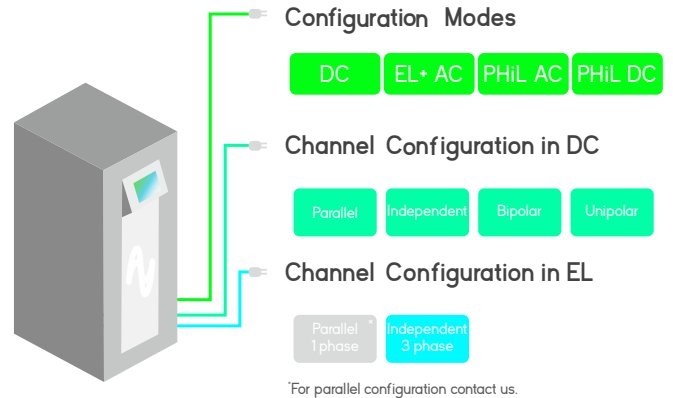 Configuration Modes
DC
EL+ AC
PHiL AC
PHiL DC
Channel Configuration in DC
Parallel
Independent
Bipolar
Unipolar
Channel Configuration in EL
Parallel *
1 phase
Independent
3 phase
*For parallel configuration contact us.